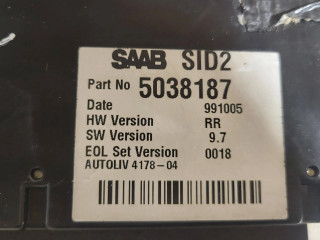 SAAB SID2
Part No 5038187
Date 991005
HW Version RR
SW Version 9.7
EOL Set Version 0018
AUTOLIV 4178-04